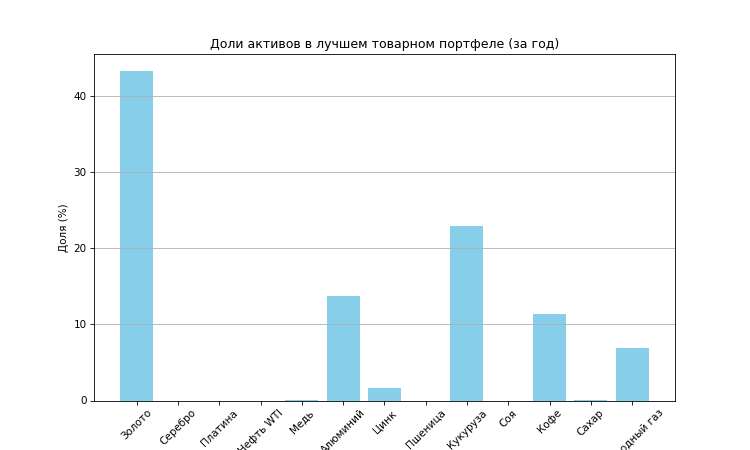 Доли активов в лучшем товарном портфеле (за год)
Доля (%)
40
30
20
10
0
Золото
Серебро
Платина
Нефть WTI
Медь
Алюминий
Цинк
Пшеница
Кукуруза
Соя
Кофе
Сахар
одный газ